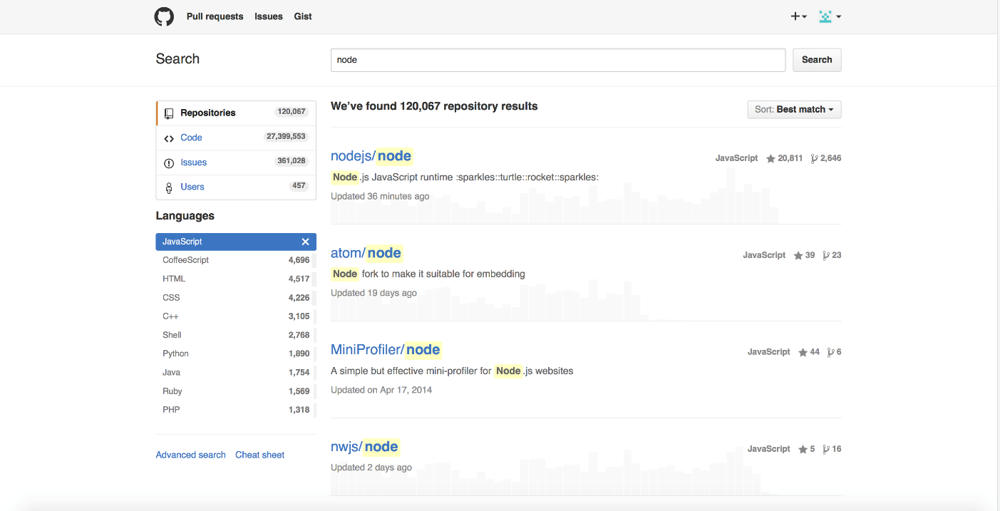 Pull requests Issues Gist
Search
node
Search
Repositories 120,067
Code 27,399,553
Issues 361,028
Users 457
Languages
JavaScript
CoffeeScript 4,696
HTML 4,517
CSS 4,226
C++ 3,105
Shell 2,768
Python 1,890
Java 1,754
Ruby 1,569
PHP 1,318
Advanced search Cheat sheet
We’ve found 120,067 repository results
Sort: Best match
nodejs/node
JavaScript 20,811 2,646
Node.js JavaScript runtime :sparkles::turtle::rocket::sparkles:
Updated 36 minutes ago
atom/node
JavaScript 39 23
Node fork to make it suitable for embedding
Updated 19 days ago
MiniProfiler/node
JavaScript 44 6
A simple but effective mini-profiler for Node.js websites
Updated on Apr 17, 2014
nwjs/node
JavaScript 5 16
Updated 2 days ago